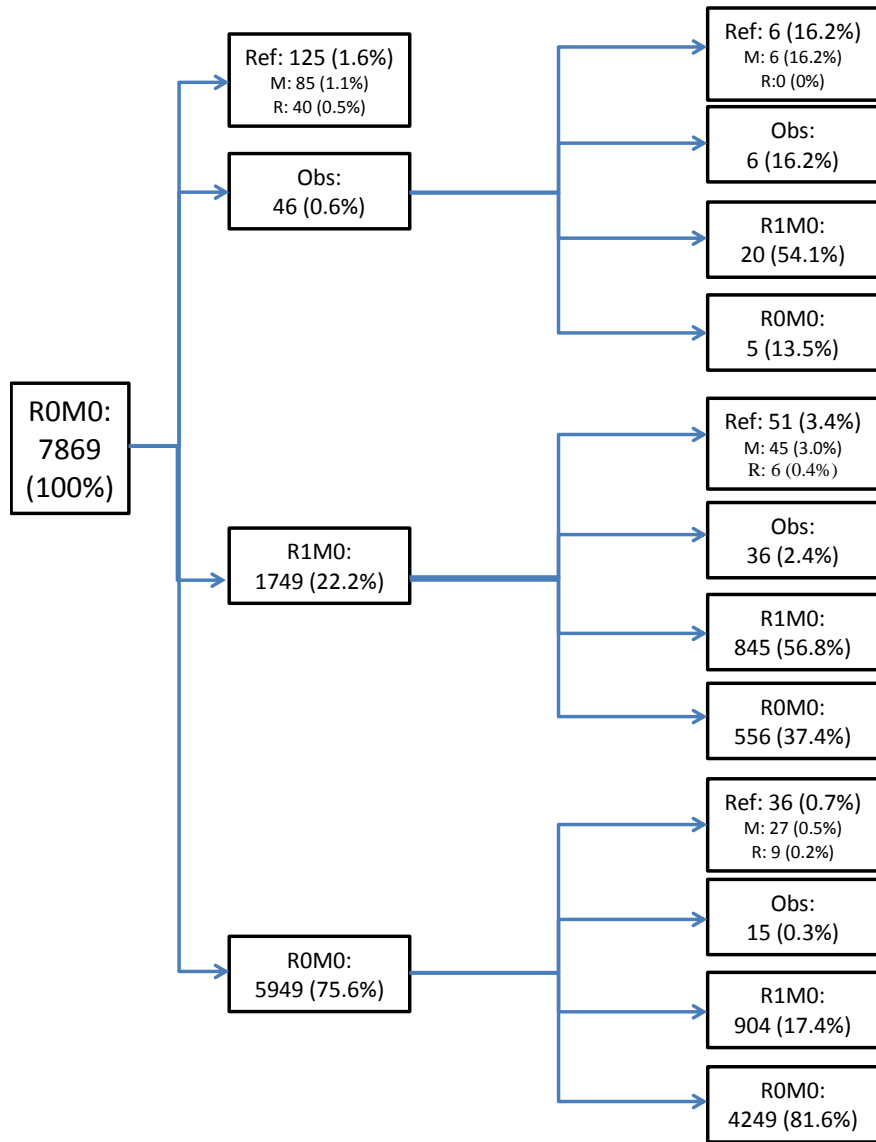 R0M0:
7869
(100%)
Ref: 125 (1.6%)
M: 85 (1.1%)
R: 40 (0.5%)
Obs:
46 (0.6%)
R1M0:
1749 (22.2%)
R0M0:
5949 (75.6%)
Ref: 6 (16.2%)
M: 6 (16.2%)
R:0 (0%)
Obs:
6 (16.2%)
R1M0:
20 (54.1%)
R0M0:
5 (13.5%)
Ref: 51 (3.4%)
M: 45 (3.0%)
R: 6 (0.4%)
Obs:
36 (2.4%)
R1M0:
845 (56.8%)
R0M0:
556 (37.4%)
Ref: 36 (0.7%)
M: 27 (0.5%)
R: 9 (0.2%)
Obs:
15 (0.3%)
R1M0:
904 (17.4%)
R0M0:
4249 (81.6%)